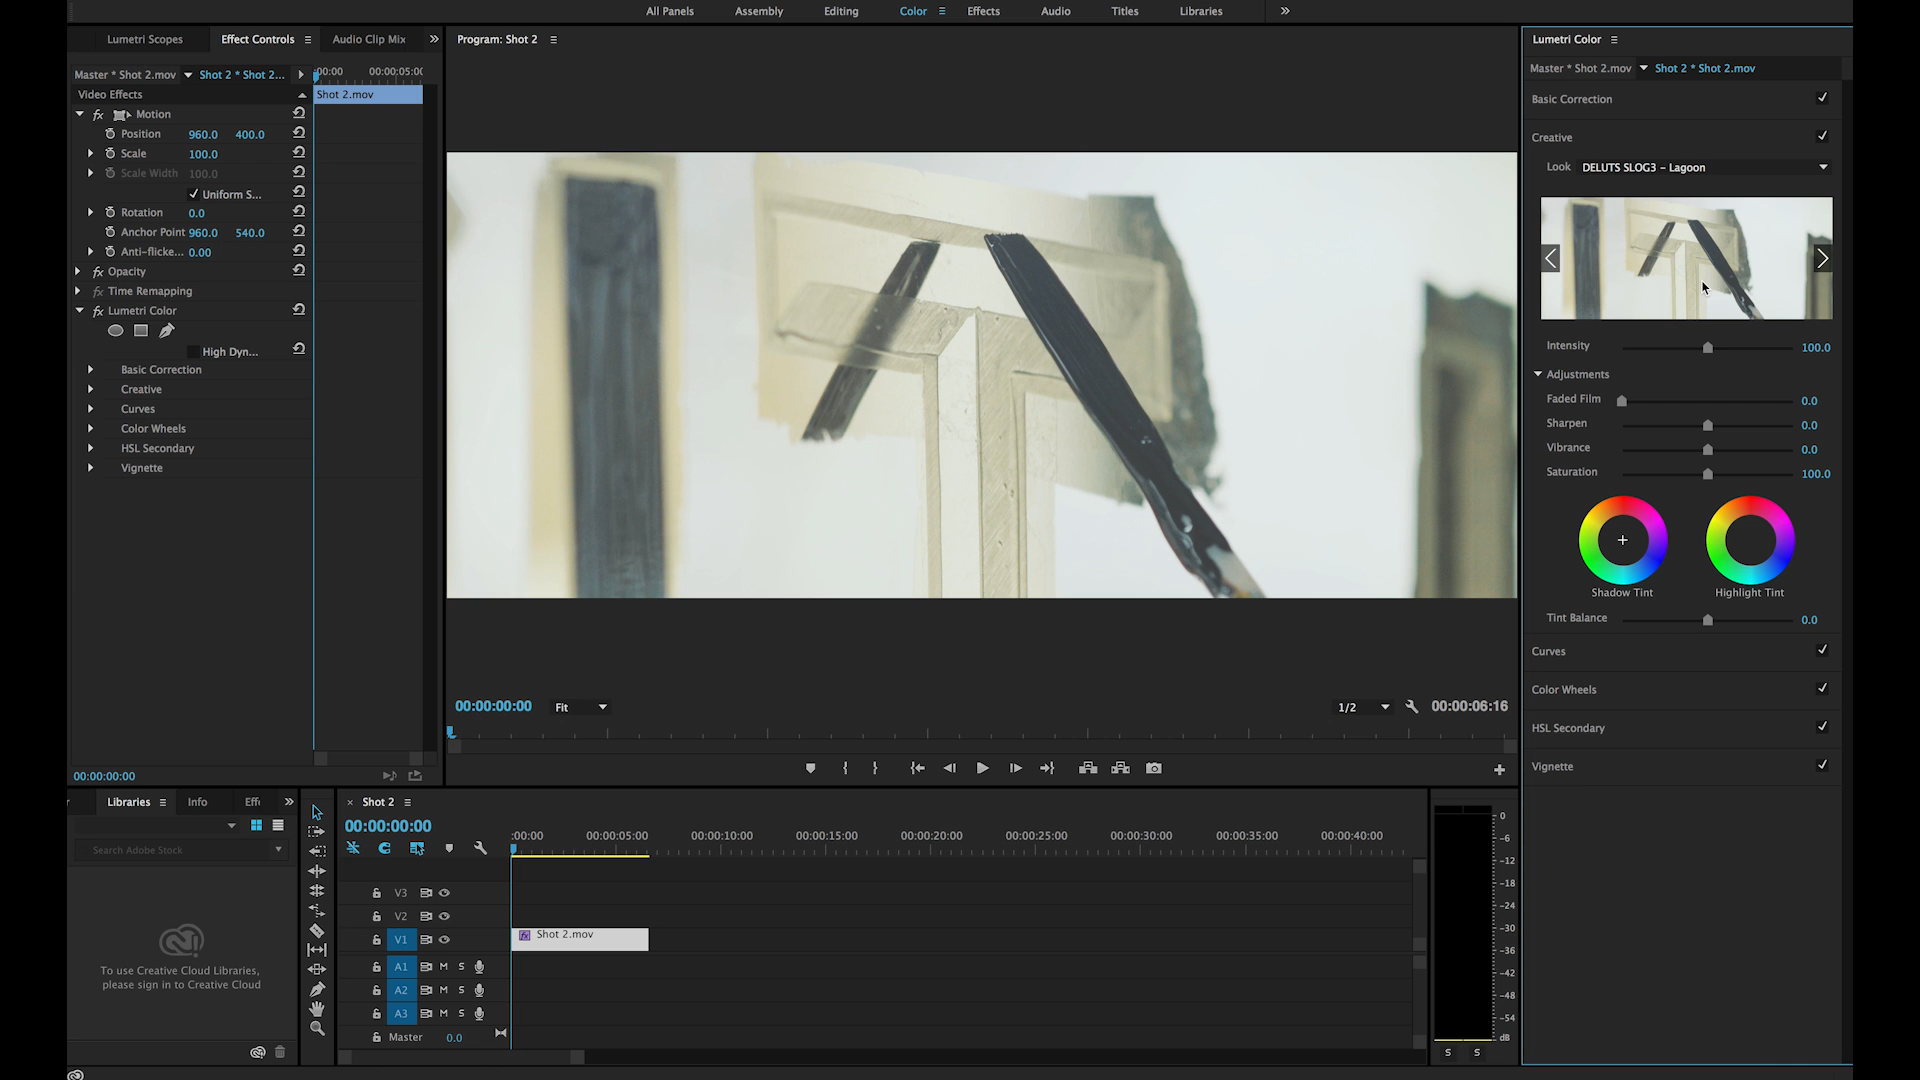 All Panels Assembly Editing Color Effects Audio Titles Libraries
Lumetri Scopes Effect Controls Audio Clip Mix
Program: Shot 2
Lumetri Color
Master * Shot 2.mov Shot 2 * Shot 2...
:00:00 00:00:05:00
Master * Shot 2.mov Shot 2 * Shot 2.mov
Video Effects
Shot 2.mov
fx Motion
Position 960.0 400.0
Scale 100.0
Scale Width 100.0
Uniform S...
Rotation 0.0
Anchor Point 960.0 540.0
Anti-flicke... 0.00
fx Opacity
fx Time Remapping
fx Lumetri Color
High Dyn...
Basic Correction
Creative
Curves
Color Wheels
HSL Secondary
Vignette
00:00:00:00
00:00:00:00 Fit 1/2 00:00:06:16
Basic Correction
Creative
Look DELUTS SLOG3 – Lagoon
Intensity 100.0
Adjustments
Faded Film 0.0
Sharpen 0.0
Vibrance 0.0
Saturation 100.0
Shadow Tint Highlight Tint
Tint Balance 0.0
Curves
Color Wheels
HSL Secondary
Vignette
Libraries Info Eff
Search Adobe Stock
To use Creative Cloud Libraries,
please sign in to Creative Cloud
Shot 2
00:00:00:00
:00:00 00:00:05:00 00:00:10:00 00:00:15:00 00:00:20:00 00:00:25:00 00:00:30:00 00:00:35:00 00:00:40:00
V3
V2
V1 fx Shot 2.mov
A1 M S
A2 M S
A3 M S
Master 0.0
0
-6
-12
-18
-24
-30
-36
-42
-48
-54
dB
S S